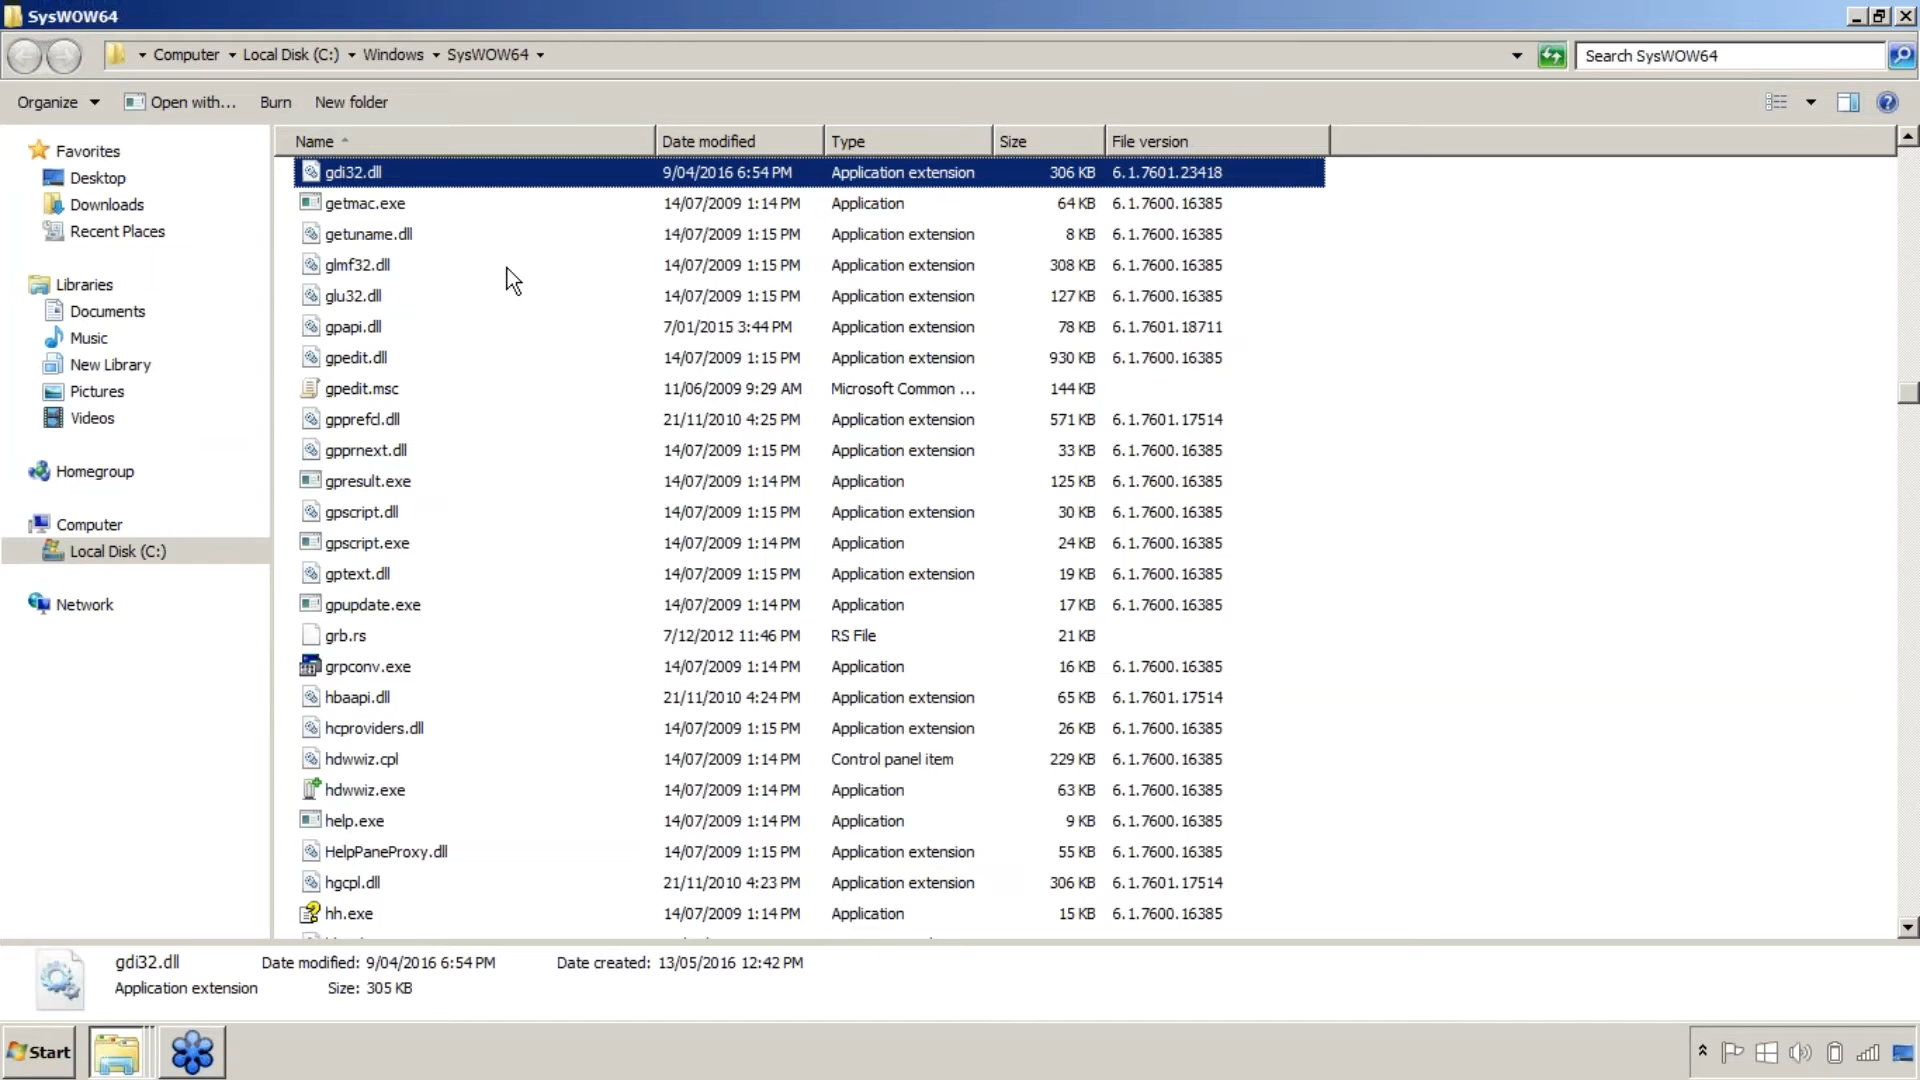 SysWOW64
Computer Local Disk (C:) Windows SysWOW64
Search SysWOW64
Organize Open with... Burn New folder
Name Date modified Type Size File version
Favorites
Desktop
Downloads
Recent Places
Libraries
Documents
Music
New Library
Pictures
Videos
Homegroup
Computer
Local Disk (C:)
Network
gdi32.dll 9/04/2016 6:54 PM Application extension 306 KB 6.1.7601.23418
getmac.exe 14/07/2009 1:14 PM Application 64 KB 6.1.7600.16385
getuname.dll 14/07/2009 1:15 PM Application extension 8 KB 6.1.7600.16385
glmf32.dll 14/07/2009 1:15 PM Application extension 308 KB 6.1.7600.16385
glu32.dll 14/07/2009 1:15 PM Application extension 127 KB 6.1.7600.16385
gpapi.dll 7/01/2015 3:44 PM Application extension 78 KB 6.1.7601.18711
gpedit.dll 14/07/2009 1:15 PM Application extension 930 KB 6.1.7600.16385
gpedit.msc 11/06/2009 9:29 AM Microsoft Common ... 144 KB
gpprefcl.dll 21/11/2010 4:25 PM Application extension 571 KB 6.1.7601.17514
gpprnext.dll 14/07/2009 1:15 PM Application extension 33 KB 6.1.7600.16385
gpresult.exe 14/07/2009 1:14 PM Application 125 KB 6.1.7600.16385
gpscript.dll 14/07/2009 1:15 PM Application extension 30 KB 6.1.7600.16385
gpscript.exe 14/07/2009 1:14 PM Application 24 KB 6.1.7600.16385
gptext.dll 14/07/2009 1:15 PM Application extension 19 KB 6.1.7600.16385
gpupdate.exe 14/07/2009 1:14 PM Application 17 KB 6.1.7600.16385
grb.rs 7/12/2012 11:46 PM RS File 21 KB
grpconv.exe 14/07/2009 1:14 PM Application 16 KB 6.1.7600.16385
hbaapi.dll 21/11/2010 4:24 PM Application extension 65 KB 6.1.7601.17514
hcproviders.dll 14/07/2009 1:15 PM Application extension 26 KB 6.1.7600.16385
hdwwiz.cpl 14/07/2009 1:14 PM Control panel item 229 KB 6.1.7600.16385
hdwwiz.exe 14/07/2009 1:14 PM Application 63 KB 6.1.7600.16385
help.exe 14/07/2009 1:14 PM Application 9 KB 6.1.7600.16385
HelpPaneProxy.dll 14/07/2009 1:15 PM Application extension 55 KB 6.1.7600.16385
hgcpl.dll 21/11/2010 4:23 PM Application extension 306 KB 6.1.7601.17514
hh.exe 14/07/2009 1:14 PM Application 15 KB 6.1.7600.16385
gdi32.dll Date modified: 9/04/2016 6:54 PM Date created: 13/05/2016 12:42 PM
Application extension Size: 305 KB
Start